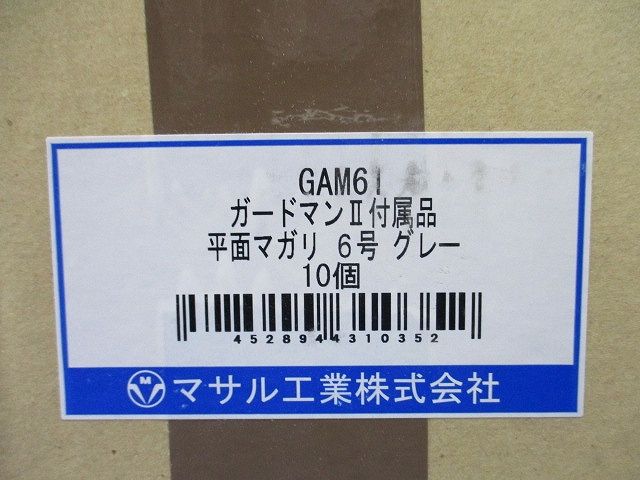 GAM61
ガードマンⅡ付属品
平面マガリ 6号 グレー
10個
4528944310352
M マサル工業株式会社